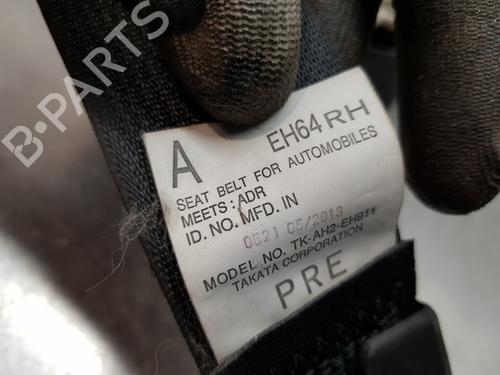 B-PARTS
A EH64 RH
SEAT BELT FOR AUTOMOBILES
MEETS: ADR
ID. NO. MFD. IN
0521 05/2013
MODEL NO. TK-AH2-EH911
TAKATA CORPORATION
PRE